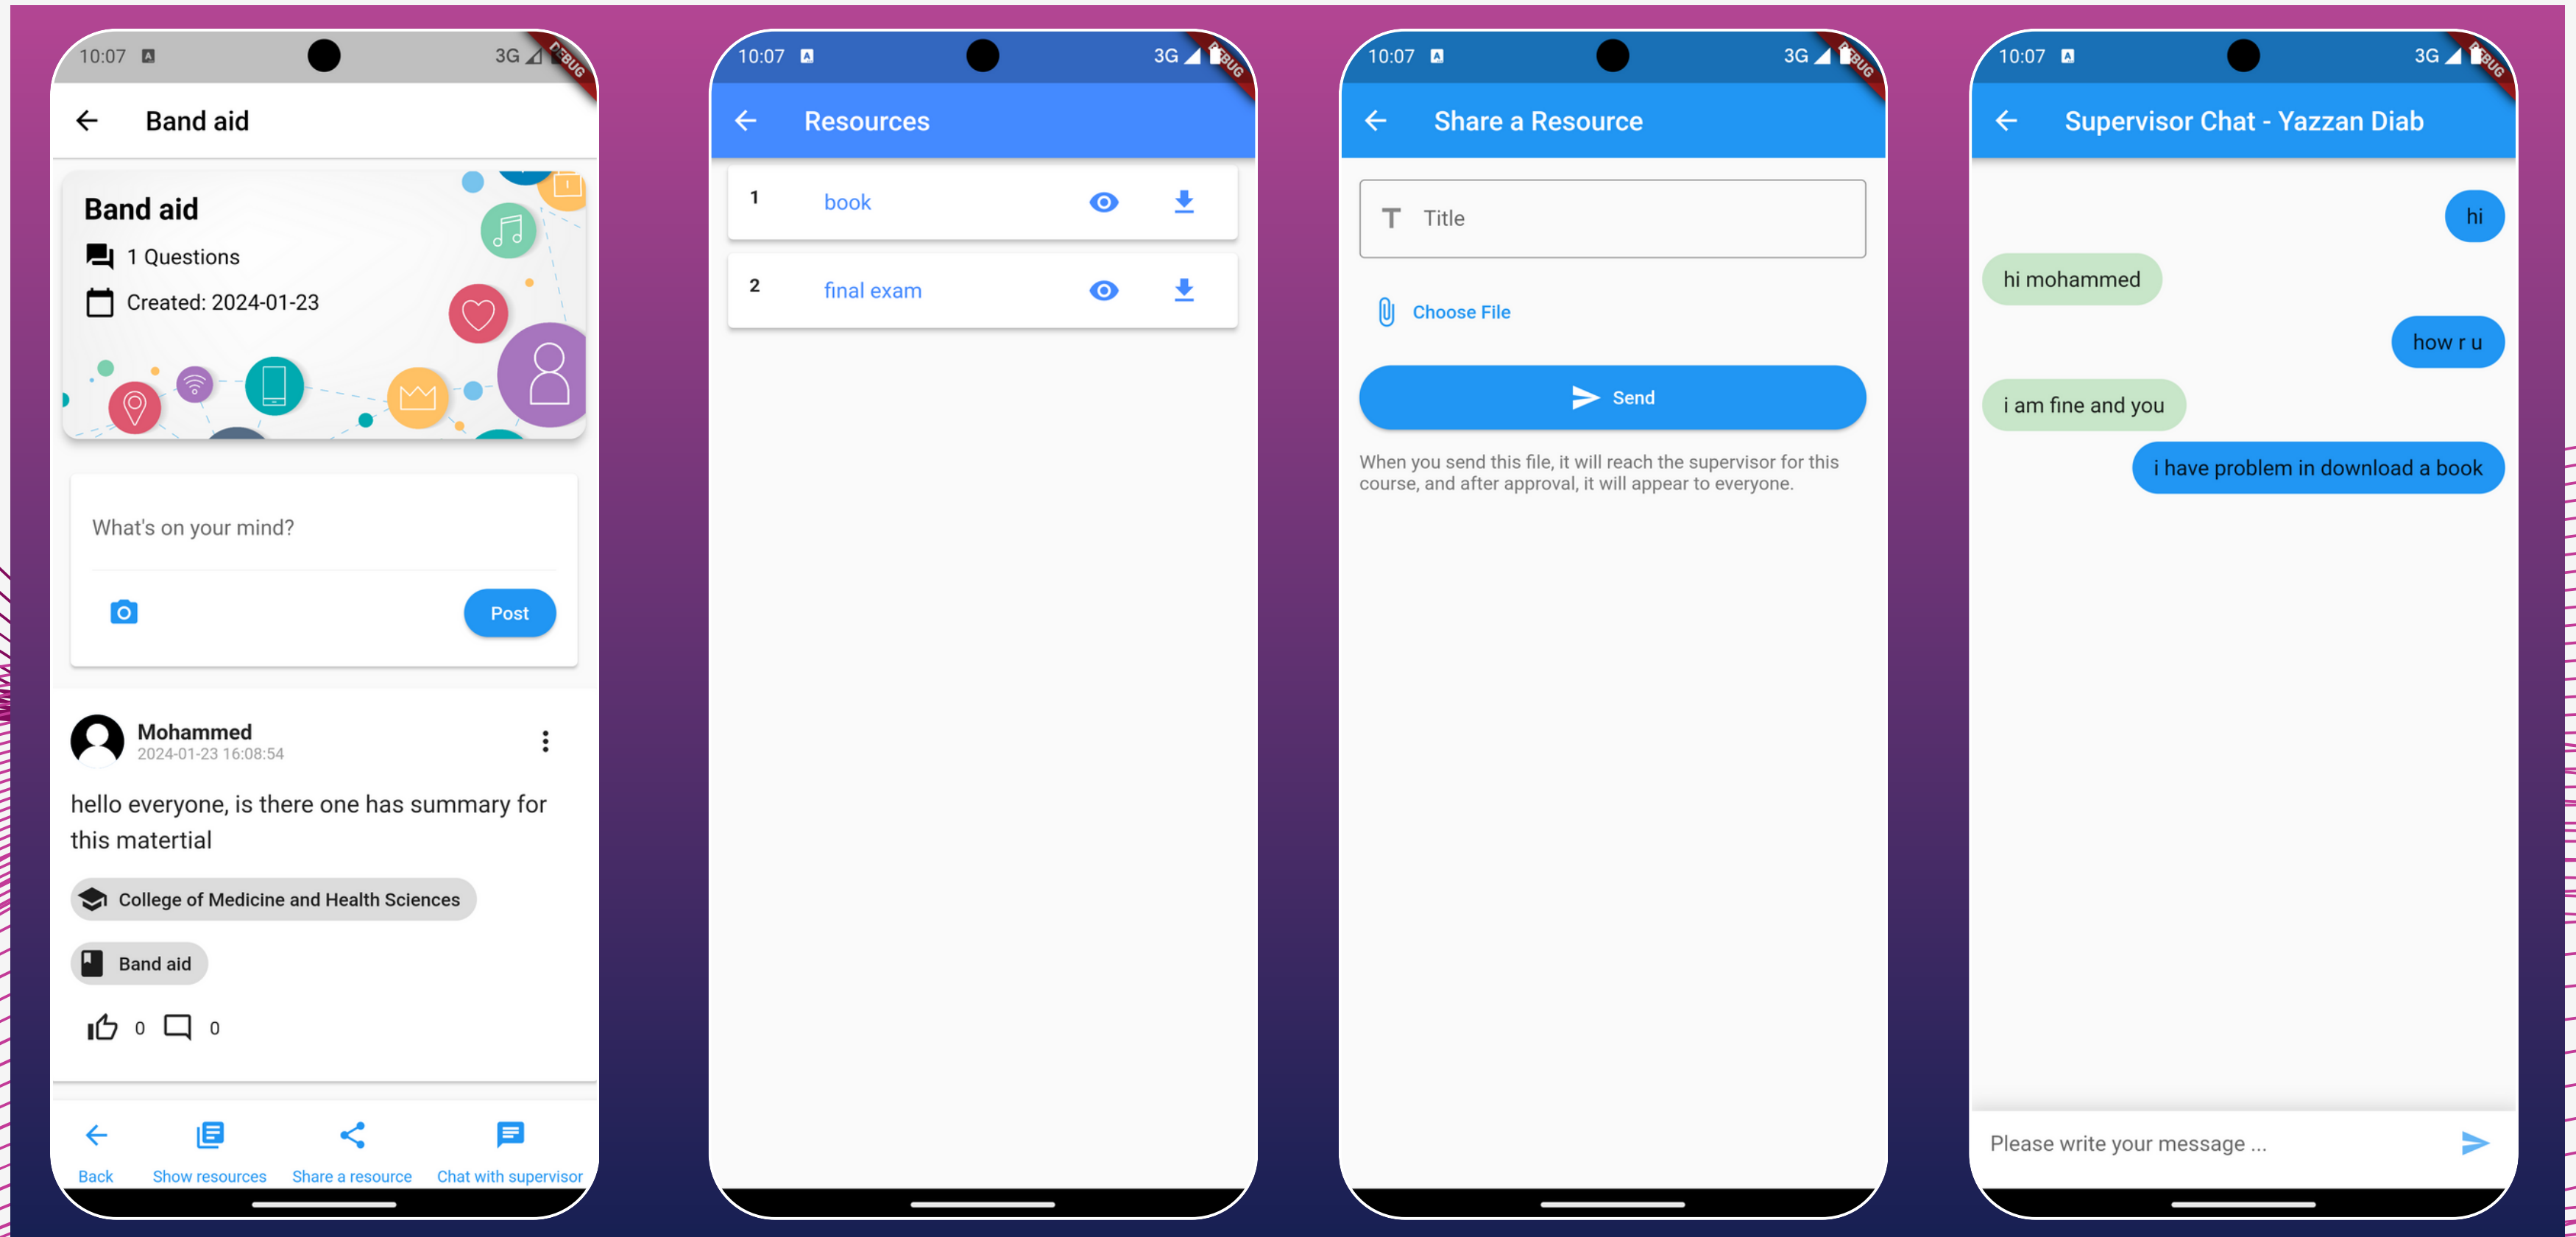 10:07
3G
DEBUG
Band aid
Band aid
1 Questions
Created: 2024-01-23
What's on your mind?
Post
Mohammed
2024-01-23 16:08:54
hello everyone, is there one has summary for
this matertial
College of Medicine and Health Sciences
Band aid
0 0
Back Show resources Share a resource Chat with supervisor
10:07
3G
DEBUG
Resources
1 book
2 final exam
10:07
3G
DEBUG
Share a Resource
Title
Choose File
Send
When you send this file, it will reach the supervisor for this
course, and after approval, it will appear to everyone.
10:07
3G
DEBUG
Supervisor Chat - Yazzan Diab
hi
hi mohammed
how r u
i am fine and you
i have problem in download a book
Please write your message ...